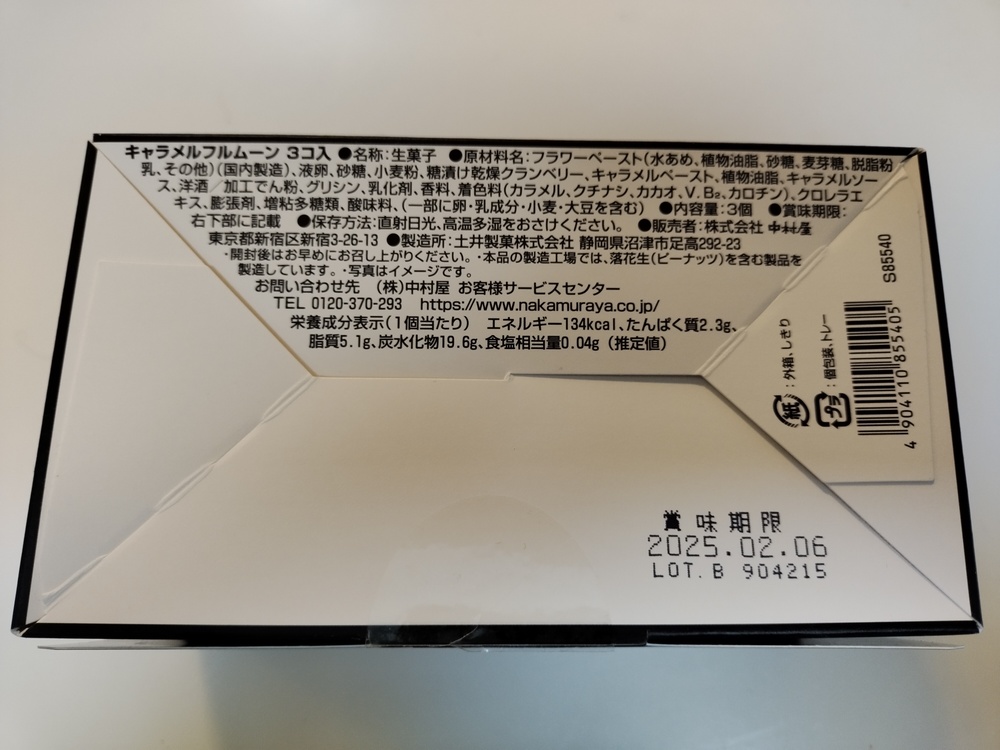 キャラメルフルムーン 3コ入 ●名称：生菓子 ●原材料名：フラワーペースト（水あめ、植物油脂、砂糖、麦芽糖、脱脂粉
乳、その他）（国内製造）、液卵、砂糖、小麦粉、糖漬け乾燥クランベリー、キャラメルペースト、植物油脂、キャラメルソー
ス、洋酒／加工でん粉、グリシン、乳化剤、香料、着色料（カラメル、クチナシ、カカオ、V.B₂、カロチン）、クロレラエ
キス、膨張剤、増粘多糖類、酸味料、（一部に卵・乳成分・小麦・大豆を含む） ●内容量：3個 ●賞味期限：
右下部に記載 ●保存方法：直射日光、高温多湿をおさけください。 ●販売者：株式会社 中村屋
東京都新宿区新宿3-26-13 ●製造所：土井製菓株式会社 静岡県沼津市足高292-23
・開封後はお早めにお召し上がりください。・本品の製造工場では、落花生（ピーナッツ）を含む製品を
製造しています。・写真はイメージです。
お問い合わせ先 （株）中村屋 お客様サービスセンター
TEL 0120-370-293 https://www.nakamuraya.co.jp/
栄養成分表示（1個当たり） エネルギー134kcal、たんぱく質2.3g、
脂質5.1g、炭水化物19.6g、食塩相当量0.04g（推定値）
紙：外箱、しきり
プラ：個包装、トレー
4 904110 855405
S85540
賞味期限
2025.02.06
LOT. B 904215